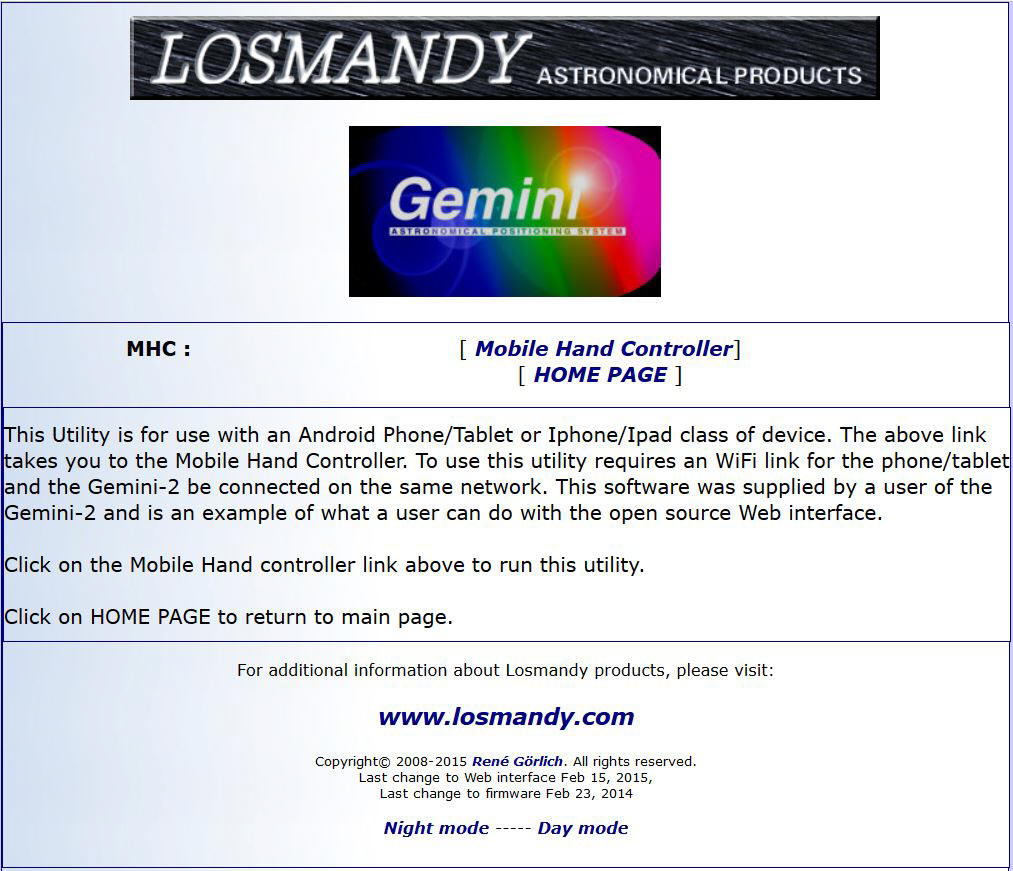 LOSMANDY ASTRONOMICAL PRODUCTS
Gemini
ASTRONOMICAL POSITIONING SYSTEM
MHC : [ Mobile Hand Controller]
[ HOME PAGE ]
This Utility is for use with an Android Phone/Tablet or Iphone/Ipad class of device. The above link
takes you to the Mobile Hand Controller. To use this utility requires an WiFi link for the phone/tablet
and the Gemini-2 be connected on the same network. This software was supplied by a user of the
Gemini-2 and is an example of what a user can do with the open source Web interface.
Click on the Mobile Hand controller link above to run this utility.
Click on HOME PAGE to return to main page.
For additional information about Losmandy products, please visit:
www.losmandy.com
Copyright© 2008-2015 René Görlich. All rights reserved.
Last change to Web interface Feb 15, 2015,
Last change to firmware Feb 23, 2014
Night mode ----- Day mode